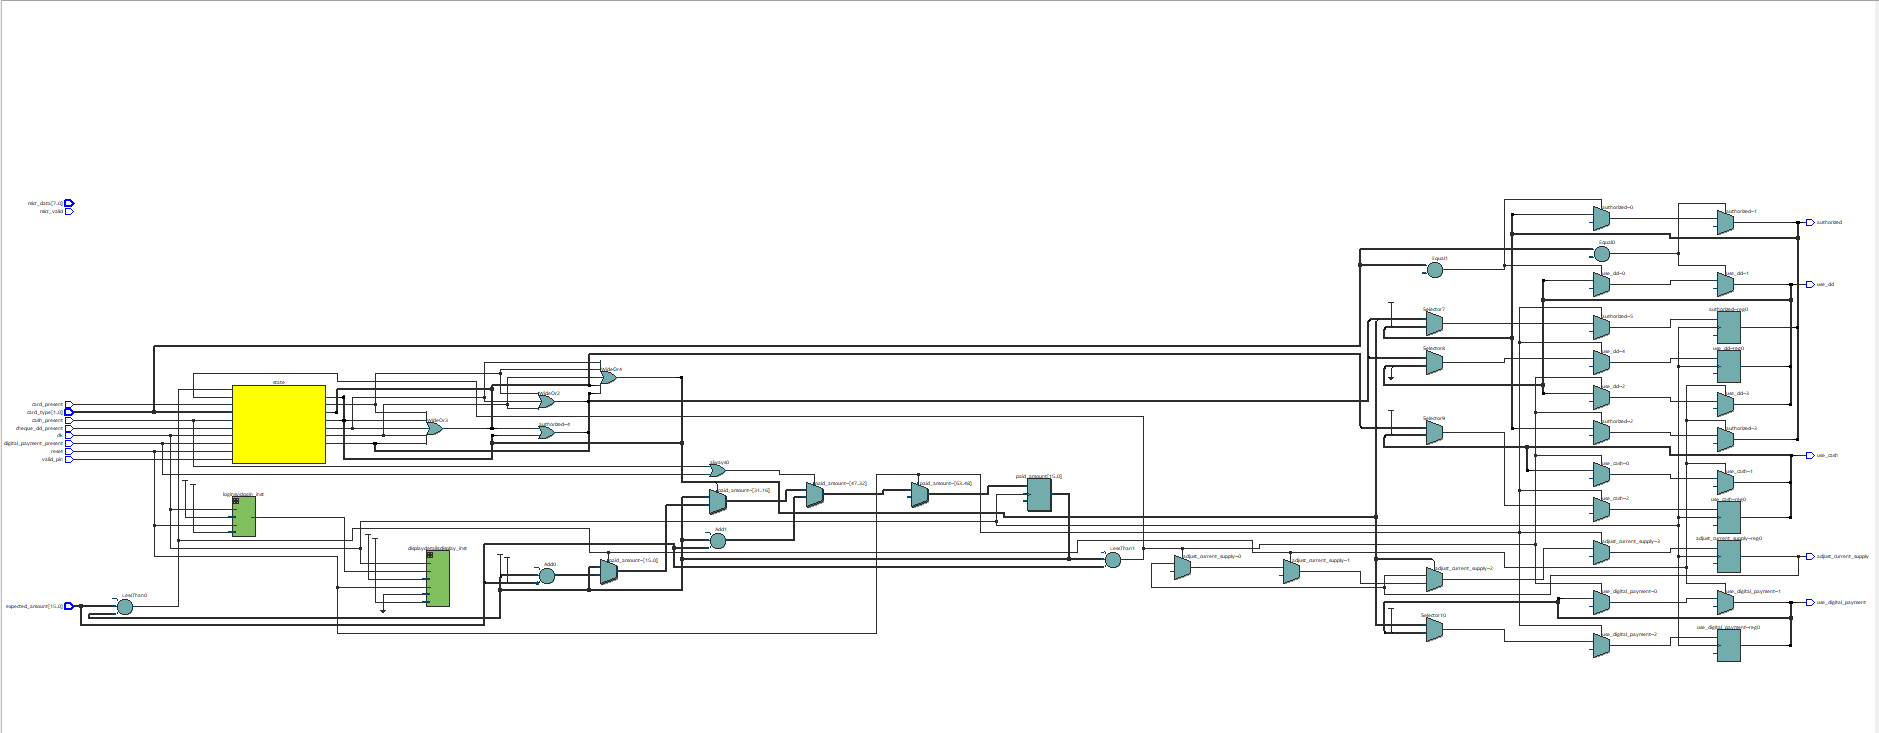 micr_data[7..0]
micr_valid
card_present
card_type[1..0]
cash_present
cheque_dd_present
clk
digital_payment_present
reset
valid_pin
expected_amount[15..0]
LessThan0
state
login:login_inst
WideOr3
WideOr2
authorized~4
WideOr4
Add0
paid_amount~[15..0]
always0
paid_amount~[31..16]
Add1
paid_amount~[47..32]
paid_amount~[63..48]
paid_amount[15..0]
LessThan1
adjust_current_supply~0
adjust_current_supply~1
Equal1
Selector7
Selector8
Selector9
adjust_current_supply~2
Selector10
authorized~0
Equal0
use_dd~0
authorized~5
use_dd~4
use_dd~2
authorized~2
use_cash~0
use_cash~2
adjust_current_supply~3
use_digital_payment~0
use_digital_payment~2
authorized~1
use_dd~1
authorized~reg0
use_dd~reg0
use_dd~3
authorized~3
use_cash~1
use_cash~reg0
adjust_current_supply~reg0
use_digital_payment~1
use_digital_payment~reg0
authorized
use_dd
use_cash
adjust_current_supply
use_digital_payment